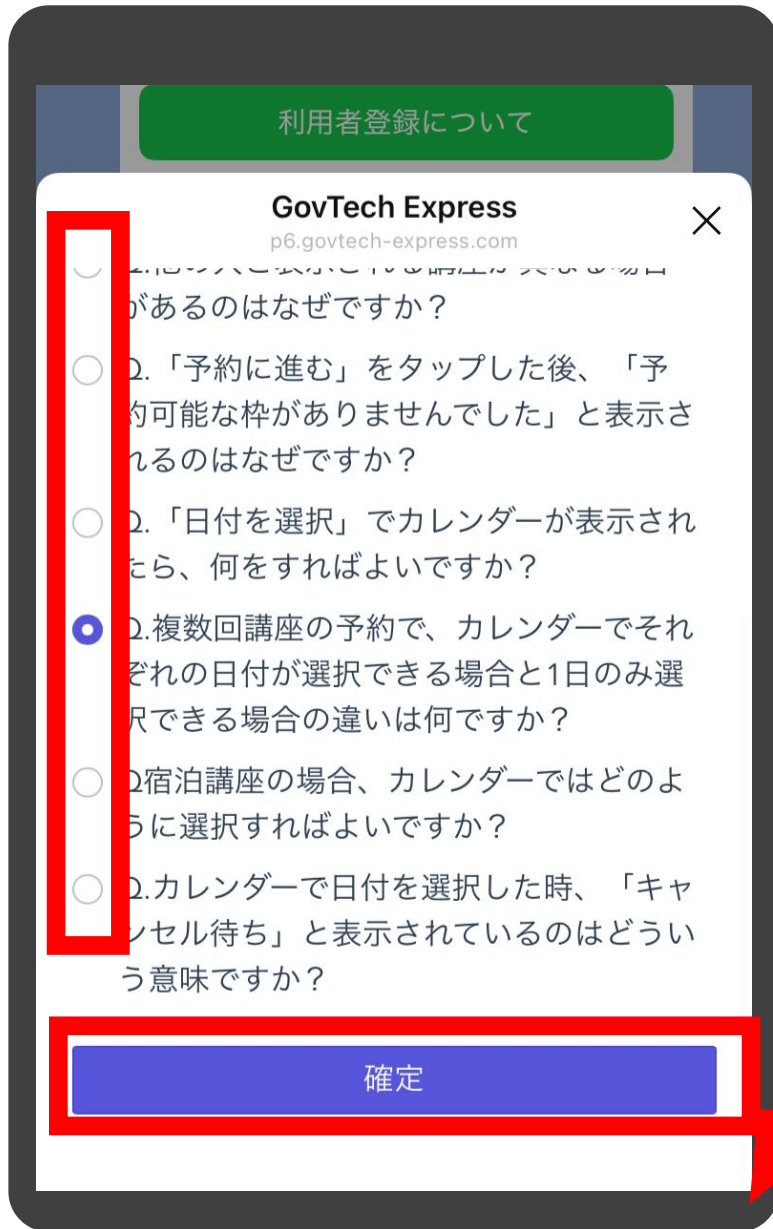 利用者登録について
GovTech Express
p6.govtech-express.com
があるのはなぜですか？
Q.「予約に進む」をタップした後、「予
約可能な枠がありませんでした」と表示さ
れるのはなぜですか？
Q.「日付を選択」でカレンダーが表示され
たら、何をすればよいですか？
Q.複数回講座の予約で、カレンダーでそれ
ぞれの日付が選択できる場合と1日のみ選
択できる場合の違いは何ですか？
Q宿泊講座の場合、カレンダーではどのよ
うに選択すればよいですか？
Q.カレンダーで日付を選択した時、「キャ
ンセル待ち」と表示されているのはどうい
う意味ですか？
確定